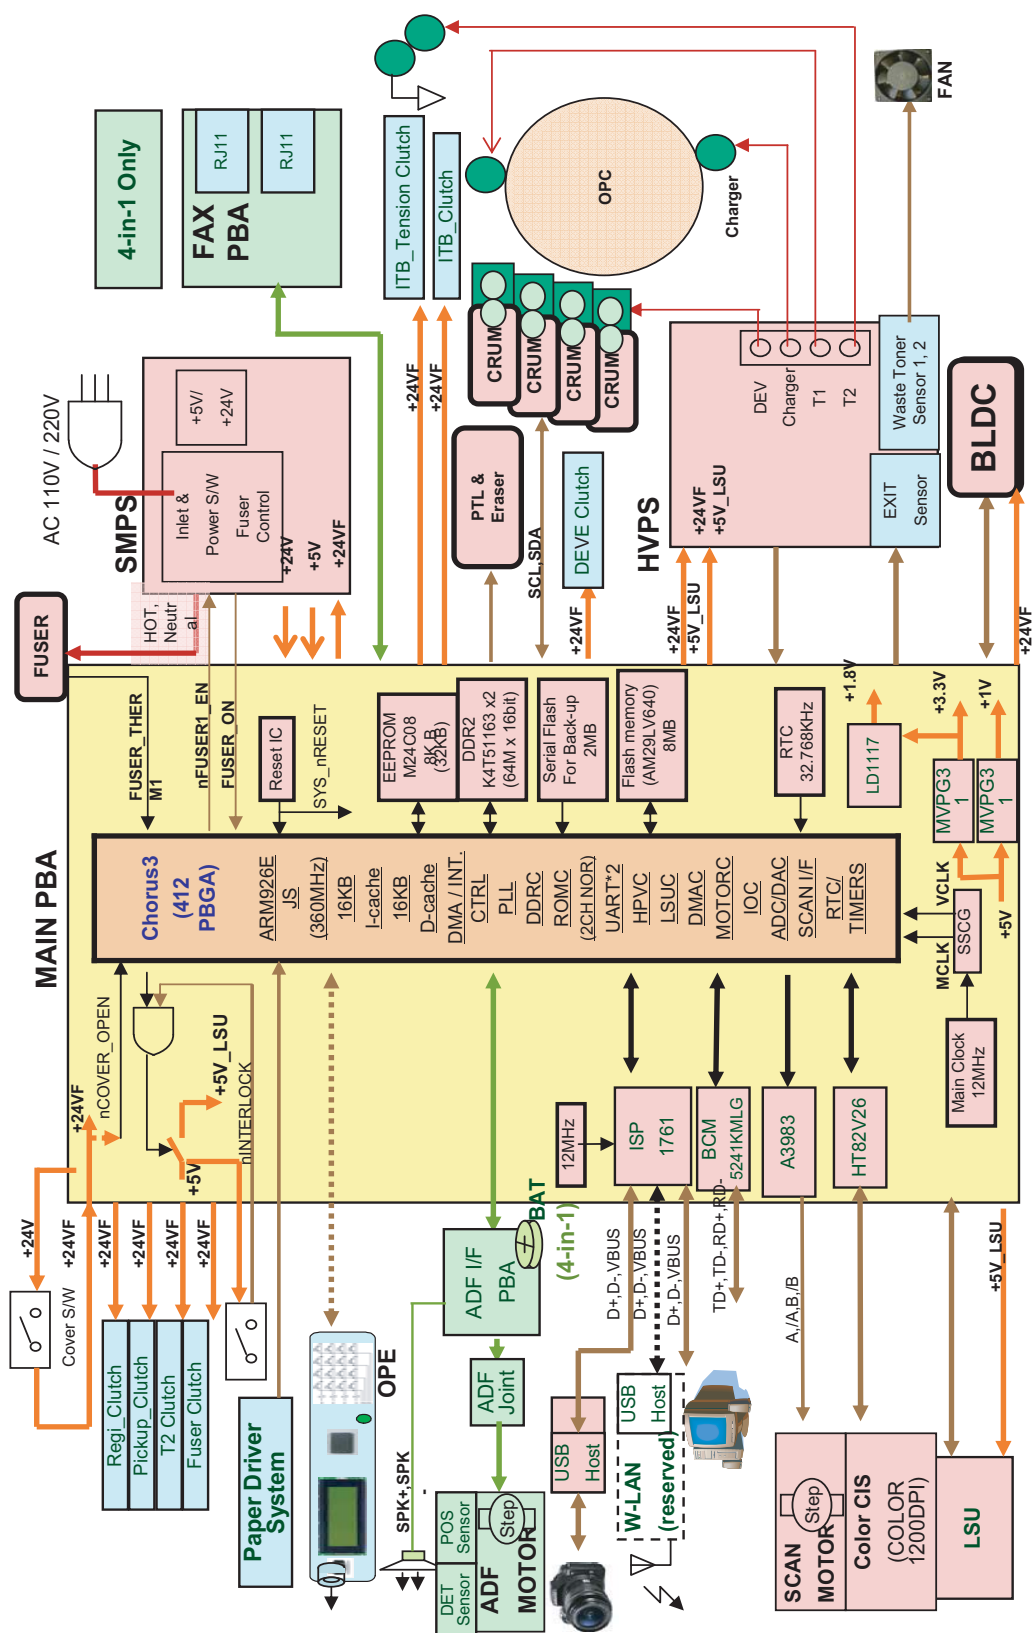 4-in-1 Only
FAX
PBA
RJ11
RJ11
AC 110V / 220V
SMPS
Inlet &
Power S/W
Fuser
Control
+5V/
+24V
+24V
+5V
+24VF
HOT,
Neutr
al
FUSER
ITB_Tension Clutch
ITB_Clutch
+24VF
+24VF
PTL &
Eraser
CRUM
CRUM
CRUM
CRUM
SCL,SDA
DEVE Clutch
+24VF
OPC
Charger
FAN
HVPS
+24VF
+5V_LSU
+24VF
+5V_LSU
DEV
Charger
T1
T2
EXIT
Sensor
Waste Toner
Sensor 1, 2
BLDC
+24VF
MAIN PBA
FUSER_THER
M1
nFUSER1_EN
FUSER_ON
Reset IC
SYS_nRESET
EEPROM
M24C08
8K B
(32KB)
DDR2
K4T51163 x2
(64M x 16bit)
Serial Flash
For Back-up
2MB
Flash memory
(AM29LV640)
8MB
RTC
32.768KHz
LD1117
+1.8V
+3.3V
+1V
MVPG3
1
MVPG3
1
+5V
Chorus3
(412
PBGA)
ARM926E
JS
(360MHz)
16KB
I-cache
16KB
D-cache
DMA / INT.
CTRL
PLL
DDRC
ROMC
(2CH NOR)
UART*2
HPVC
LSUC
DMAC
MOTORC
IOC
ADC/DAC
SCAN I/F
RTC/
TIMERS
MCLK
VCLK
SSCG
Main Clock
12MHz
nCOVER_OPEN
+24VF
+5V_LSU
+5V
nINTERLOCK
12MHz
ISP
1761
BCM
5241KMLG
A3983
HT82V26
+24V
+24VF
Cover S/W
+24VF
+24VF
+24VF
+24VF
Regi_Clutch
Pickup_Clutch
T2 Clutch
Fuser Clutch
Paper Driver
System
OPE
SPK+,SPK
-
ADF I/F
PBA
BAT
(4-in-1)
ADF
Joint
DET
Sensor
POS
Sensor
ADF
MOTOR
Step
D+,D-,VBUS
D+,D-,VBUS
D+,D-,VBUS
TD+,TD-,RD+,RD-
USB
Host
USB
Host
W-LAN
(reserved)
A,/A,B,/B
SCAN
MOTOR
Step
Color CIS
(COLOR
1200DPI)
LSU
+5V_LSU